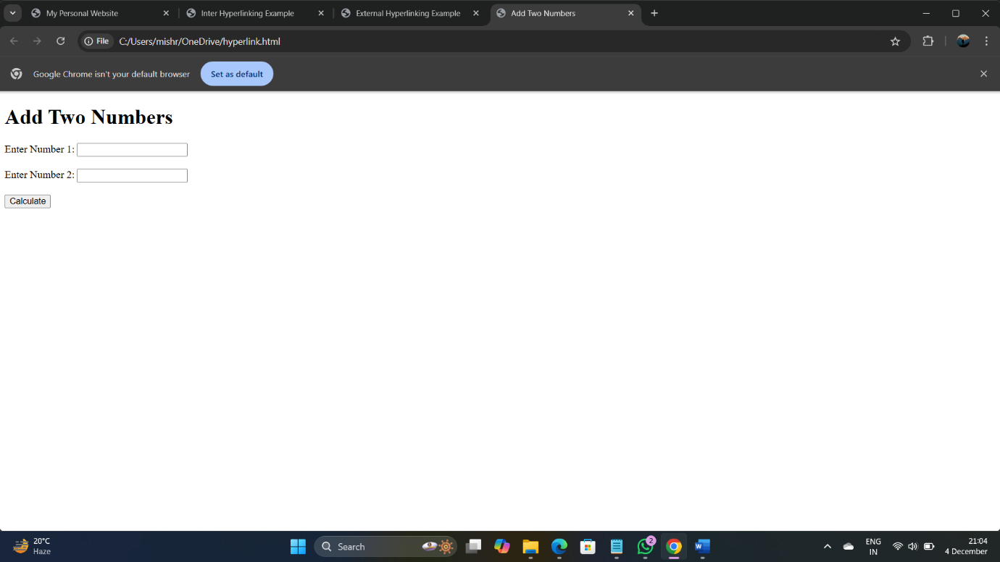 My Personal Website
Inter Hyperlinking Example
External Hyperlinking Example
Add Two Numbers
File
C:/Users/mishr/OneDrive/hyperlink.html
Google Chrome isn't your default browser
Set as default
Add Two Numbers
Enter Number 1:
Enter Number 2:
Calculate
20°C
Haze
Search
2
W
ENG
IN
21:04
4 December